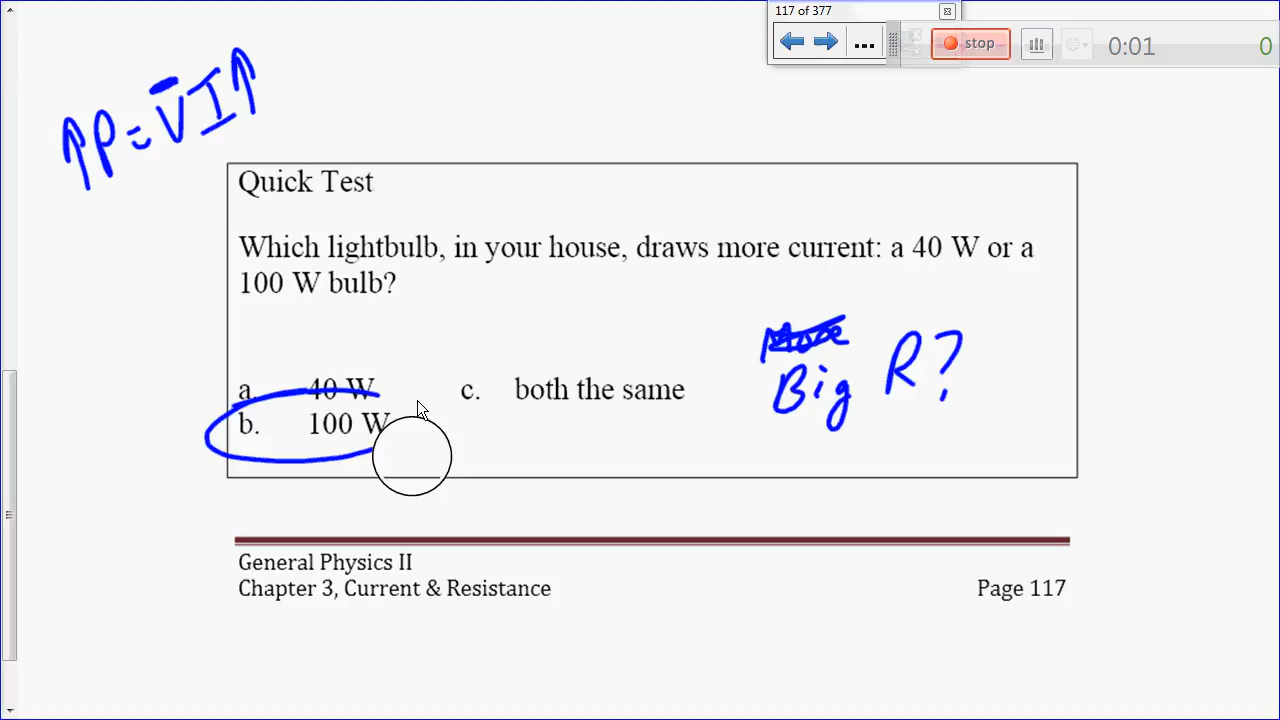 117 of 377
...
stop
0:01
0
↑P = V̄I↑
Quick Test
Which lightbulb, in your house, draws more current: a 40 W or a
100 W bulb?
More
Big R?
a. 40 W c. both the same
b. 100 W
General Physics II
Chapter 3, Current & Resistance Page 117